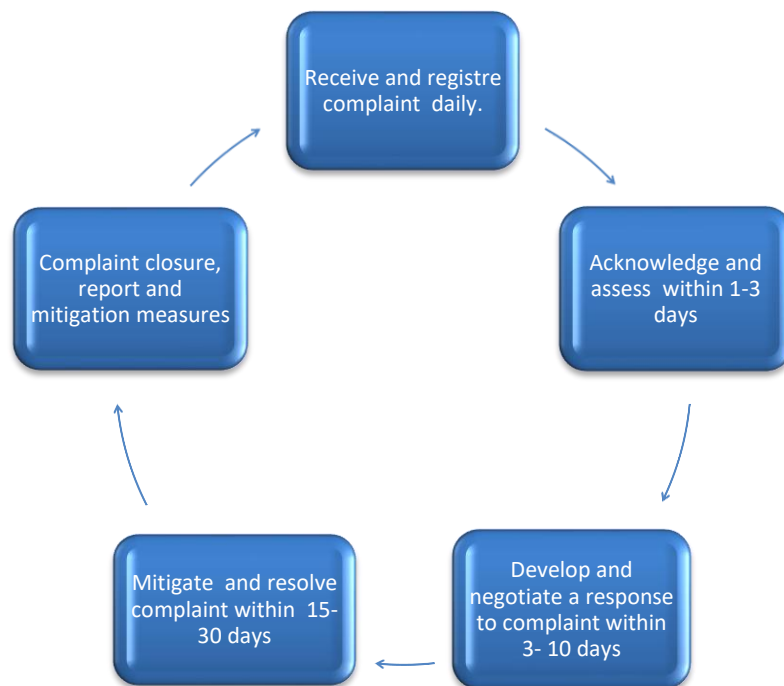 Receive and registre
complaint daily.
Acknowledge and
assess within 1-3
days
Develop and
negotiate a response
to complaint within
3- 10 days
Mitigate and resolve
complaint within 15-
30 days
Complaint closure,
report and
mitigation measures